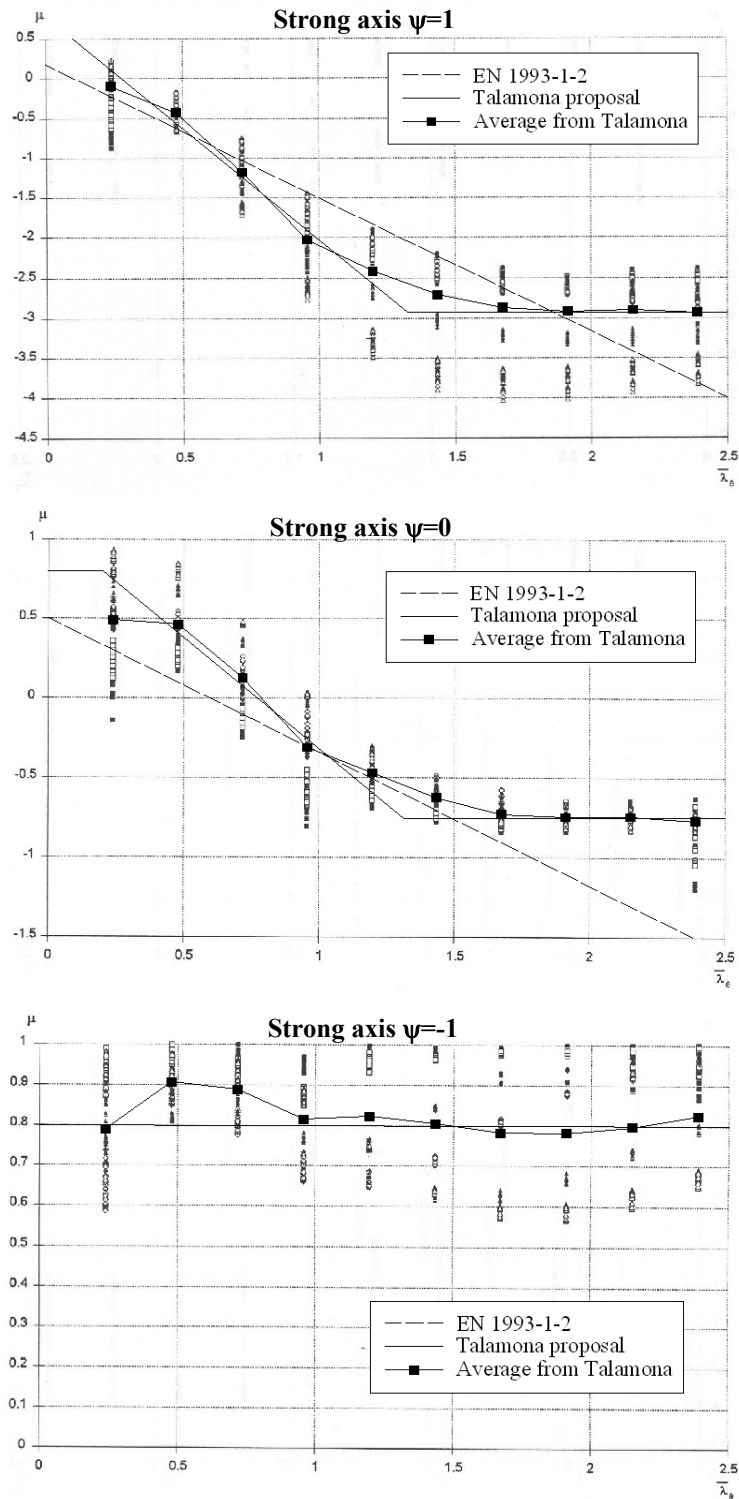 Strong axis ψ=1
μ
0.5
0
-0.5
-1
-1.5
-2
-2.5
-3
-3.5
-4
-4.5
EN 1993-1-2
Talamona proposal
Average from Talamona
0 0.5 1 1.5 2 2.5
λ̅θ
Strong axis ψ=0
μ
1
0.5
0
-0.5
-1
-1.5
EN 1993-1-2
Talamona proposal
Average from Talamona
0 0.5 1 1.5 2 2.5
λ̅θ
Strong axis ψ=-1
μ
1
0.9
0.8
0.7
0.6
0.5
0.4
0.3
0.2
0.1
0
EN 1993-1-2
Talamona proposal
Average from Talamona
0 0.5 1 1.5 2 2.5
λ̅θ